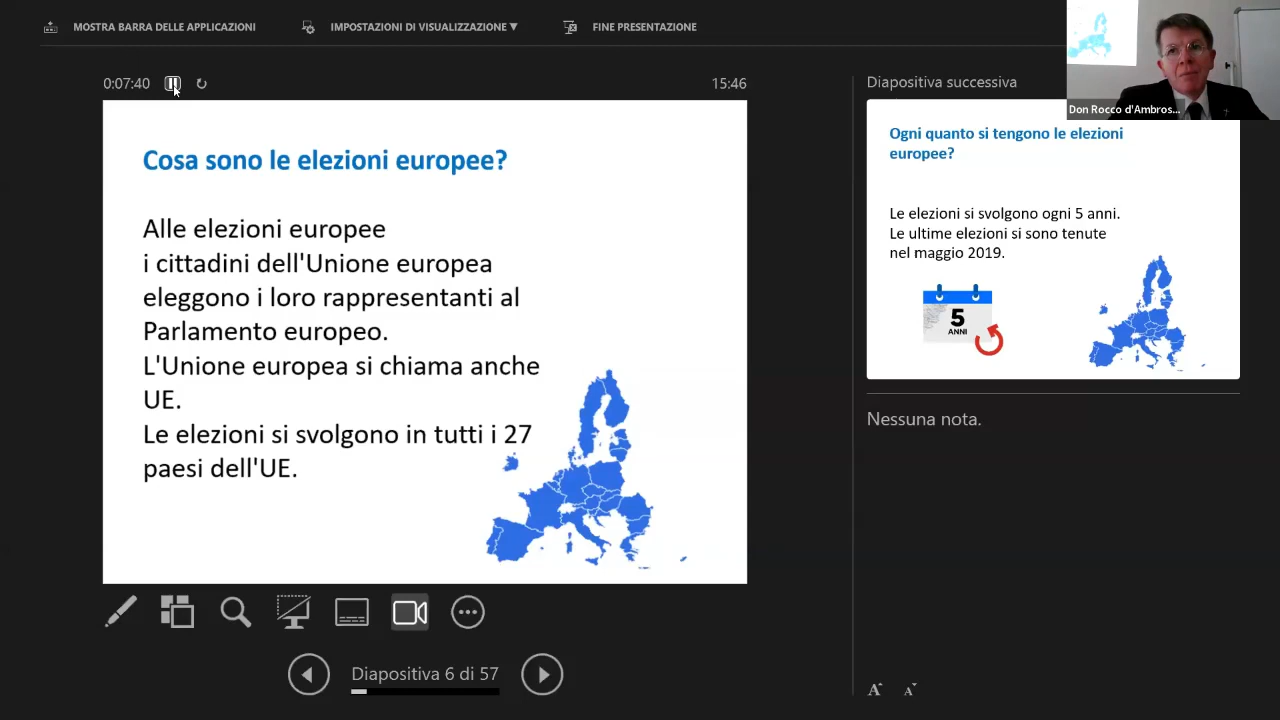 MOSTRA BARRA DELLE APPLICAZIONI
IMPOSTAZIONI DI VISUALIZZAZIONE ▼
FINE PRESENTAZIONE
Don Rocco d'Ambros...
0:07:40
15:46
Cosa sono le elezioni europee?
Alle elezioni europee
i cittadini dell'Unione europea
eleggono i loro rappresentanti al
Parlamento europeo.
L'Unione europea si chiama anche
UE.
Le elezioni si svolgono in tutti i 27
paesi dell'UE.
Diapositiva 6 di 57
Diapositiva successiva
Ogni quanto si tengono le elezioni
europee?
Le elezioni si svolgono ogni 5 anni.
Le ultime elezioni si sono tenute
nel maggio 2019.
5
ANNI
Nessuna nota.
A A